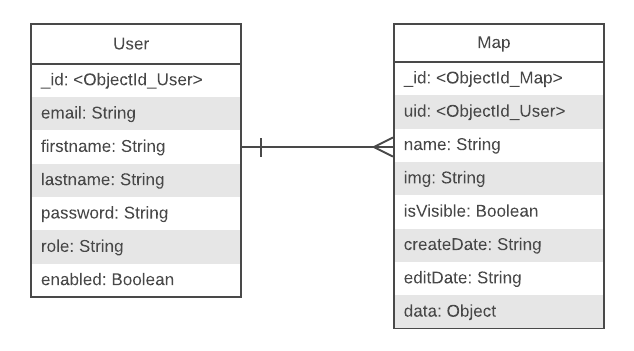 User
_id: <ObjectId_User>
email: String
firstname: String
lastname: String
password: String
role: String
enabled: Boolean
Map
_id: <ObjectId_Map>
uid: <ObjectId_User>
name: String
img: String
isVisible: Boolean
createDate: String
editDate: String
data: Object